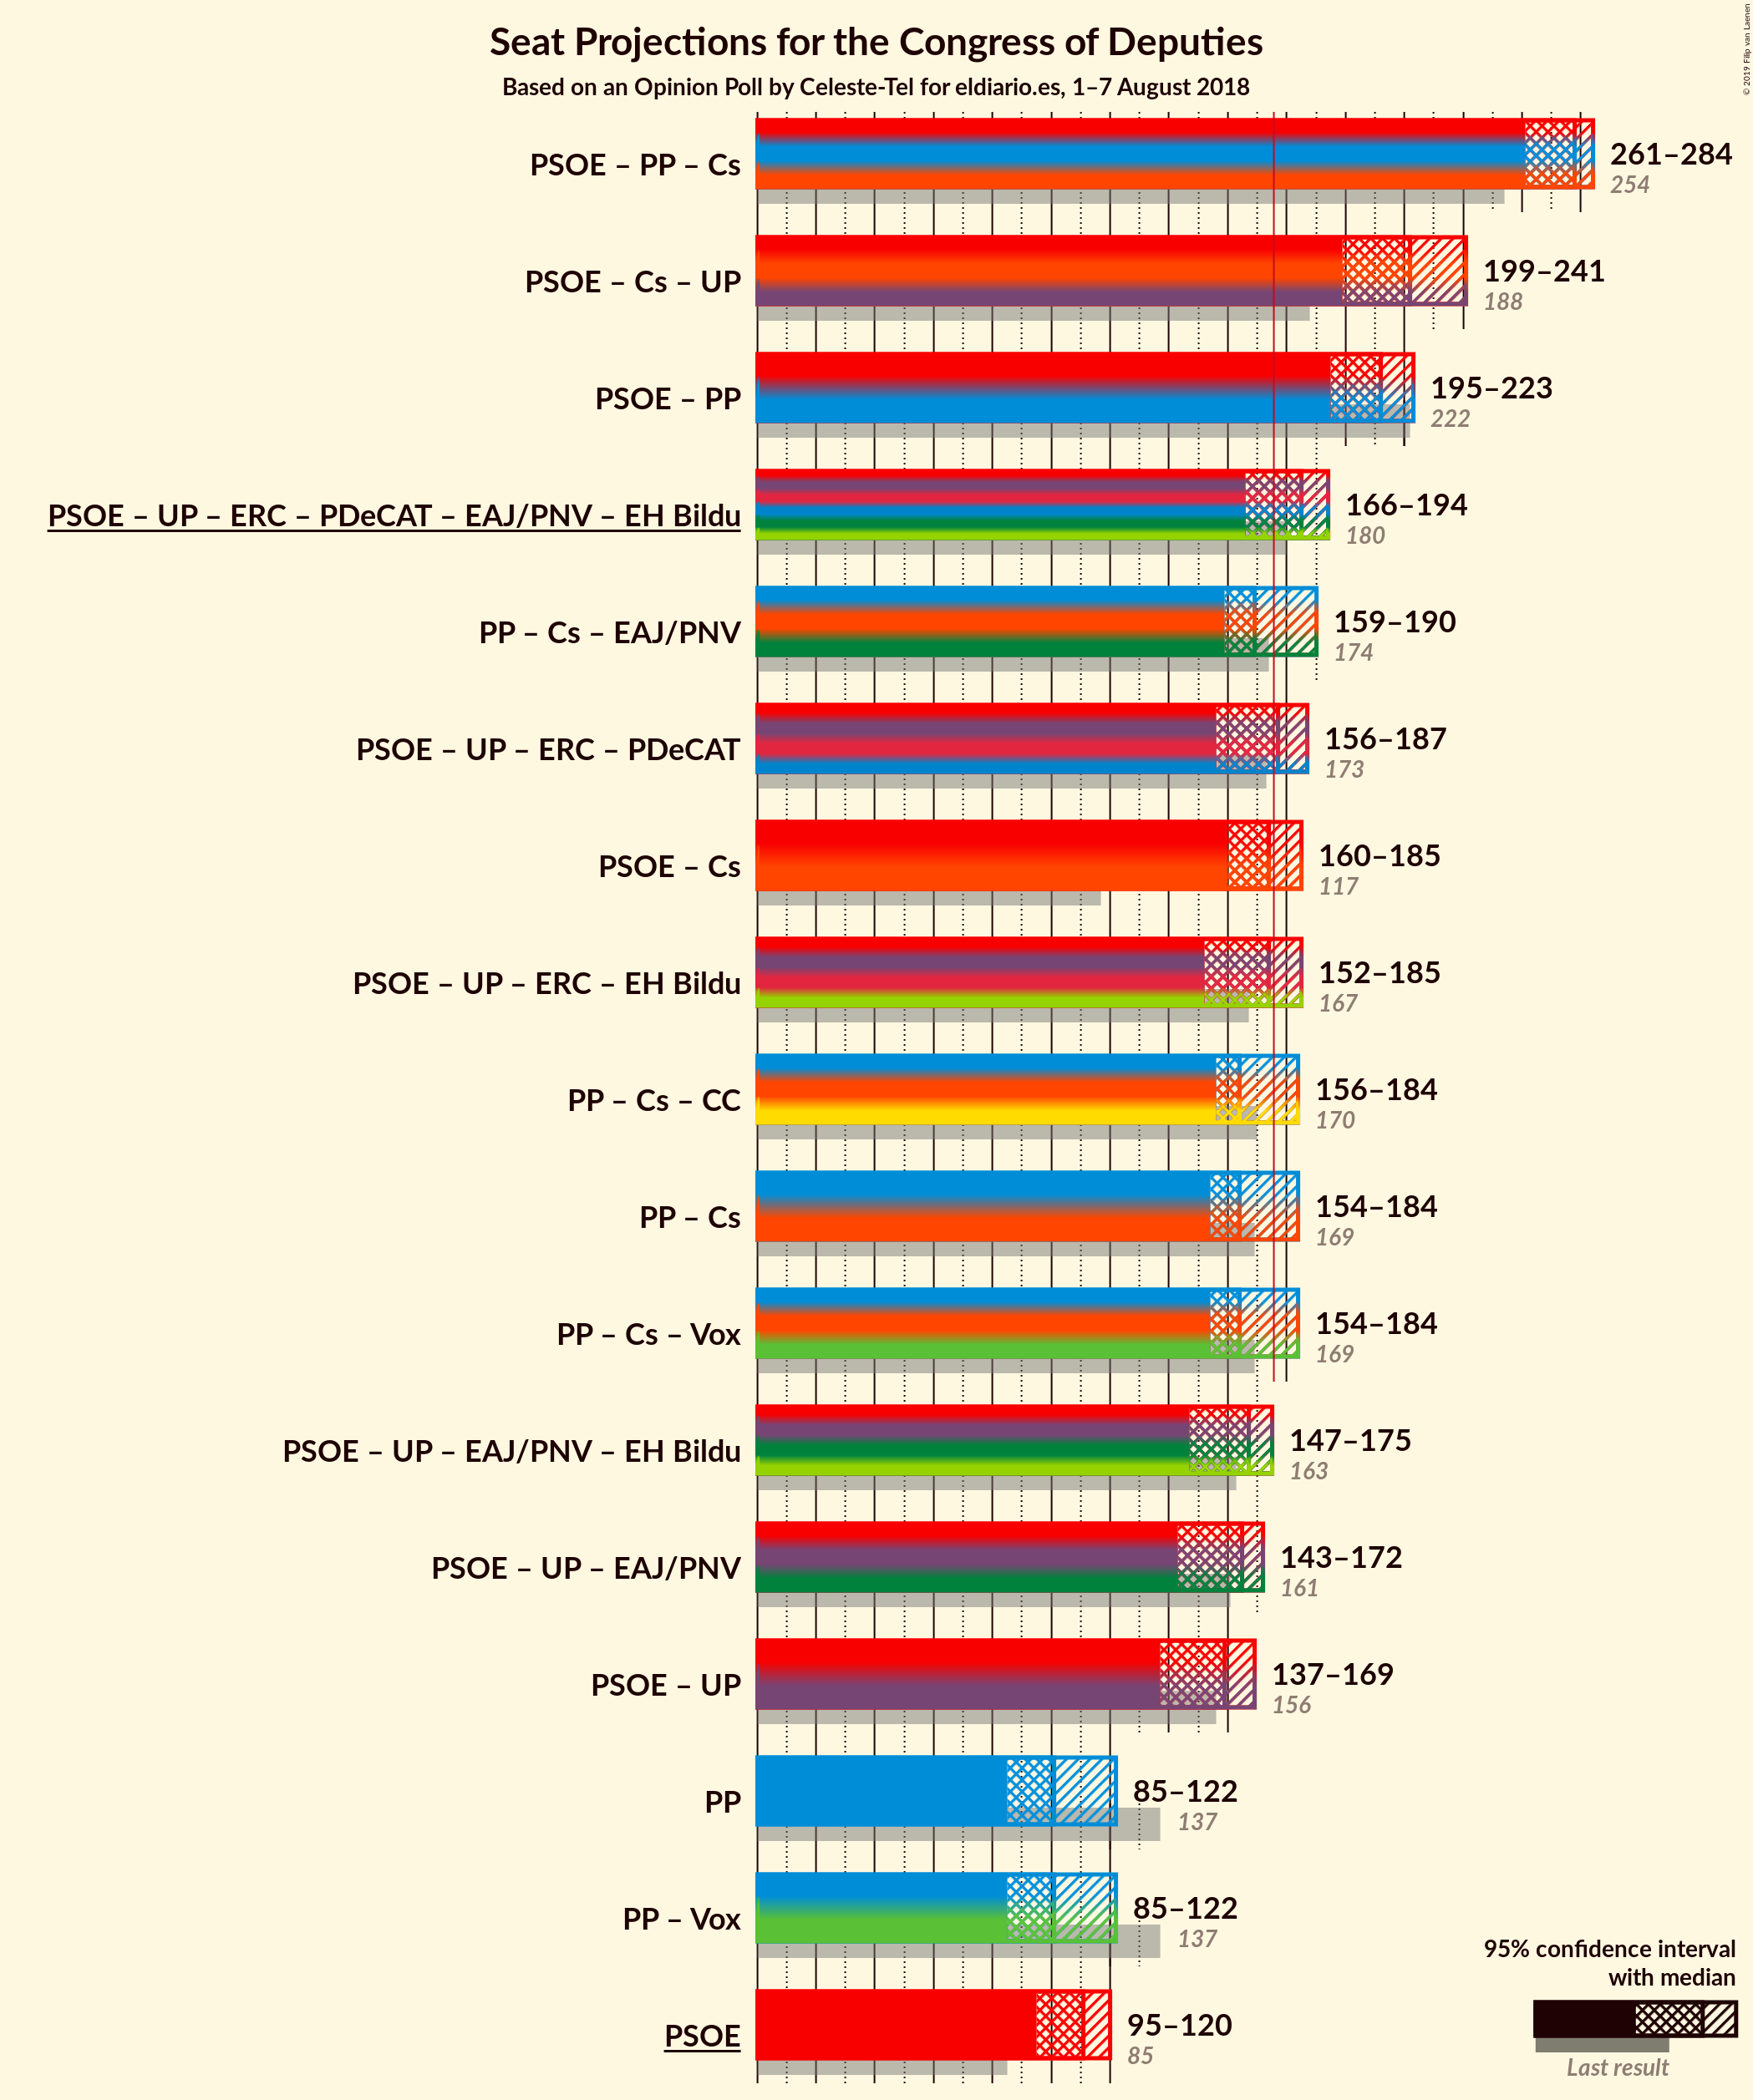 Seat Projections for the Congress of Deputies
Based on an Opinion Poll by Celeste-Tel for eldiario.es, 1–7 August 2018
© 2019 Filip van Laenen
PSOE – PP – Cs
261–284
254
PSOE – Cs – UP
199–241
188
PSOE – PP
195–223
222
PSOE – UP – ERC – PDeCAT – EAJ/PNV – EH Bildu
166–194
180
PP – Cs – EAJ/PNV
159–190
174
PSOE – UP – ERC – PDeCAT
156–187
173
PSOE – Cs
160–185
117
PSOE – UP – ERC – EH Bildu
152–185
167
PP – Cs – CC
156–184
170
PP – Cs
154–184
169
PP – Cs – Vox
154–184
169
PSOE – UP – EAJ/PNV – EH Bildu
147–175
163
PSOE – UP – EAJ/PNV
143–172
161
PSOE – UP
137–169
156
PP
85–122
137
PP – Vox
85–122
137
PSOE
95–120
85
95% confidence interval
with median
Last result